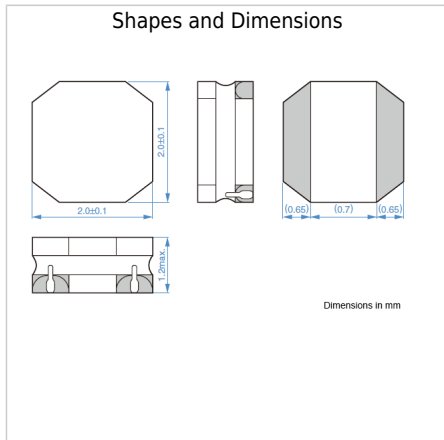 Shapes and Dimensions
2.0±0.1
2.0±0.1
(0.65) (0.7) (0.65)
1.2max.
Dimensions in mm